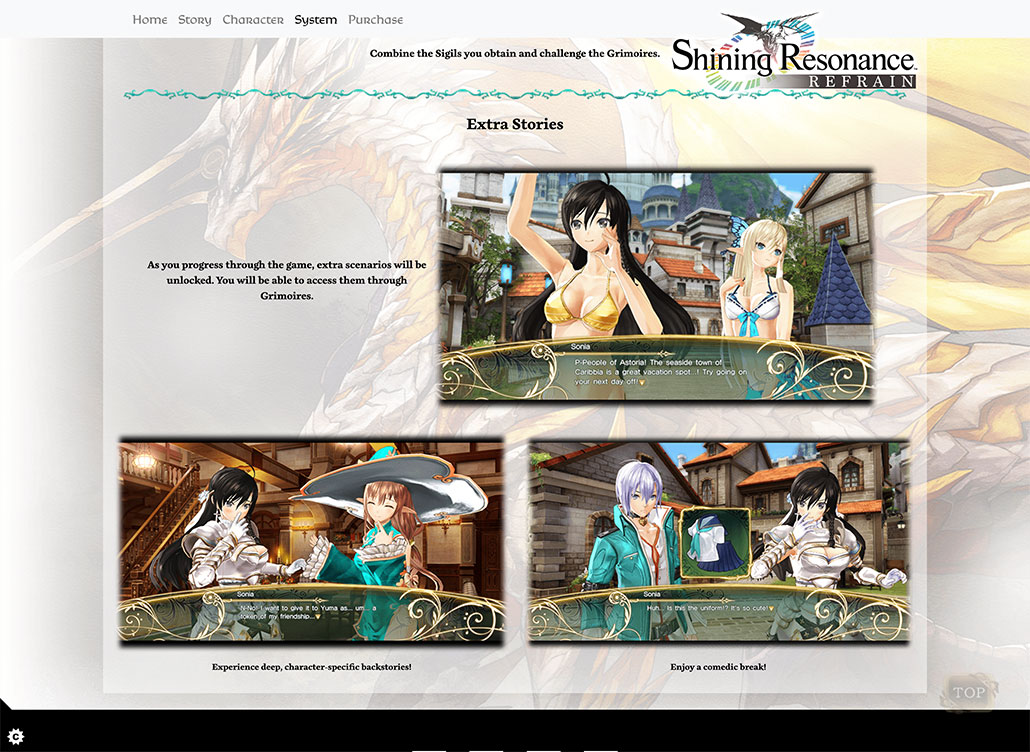 Home Story Character System Purchase
Combine the Sigils you obtain and challenge the Grimoires.
Shining Resonance
REFRAIN
Extra Stories
As you progress through the game, extra scenarios will be
unlocked. You will be able to access them through
Grimoires.
Sonia
P-People of Astoria! The seaside town of
Caribbia is a great vacation spot...! Try going on
your next day off!
Sonia
N-No! I want to give it to Yuma as... um... a
token of my friendship...
Sonia
Huh... Is this the uniform!? It's so cute!
Experience deep, character-specific backstories!
Enjoy a comedic break!
TOP